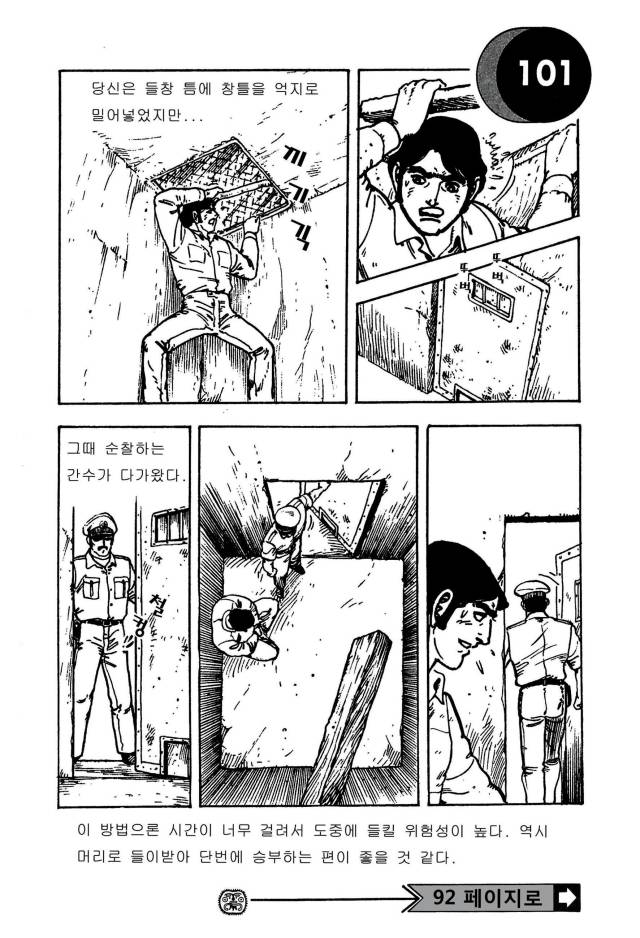 101
당신은 들창 틈에 창틀을 억지로
밀어넣었지만...
끼
기
긱
뚜
벅
뚜
벅
그때 순찰하는
간수가 다가왔다.
철
컹
이 방법으론 시간이 너무 걸려서 도중에 들킬 위험성이 높다. 역시
머리로 들이받아 단번에 승부하는 편이 좋을 것 같다.
92 페이지로